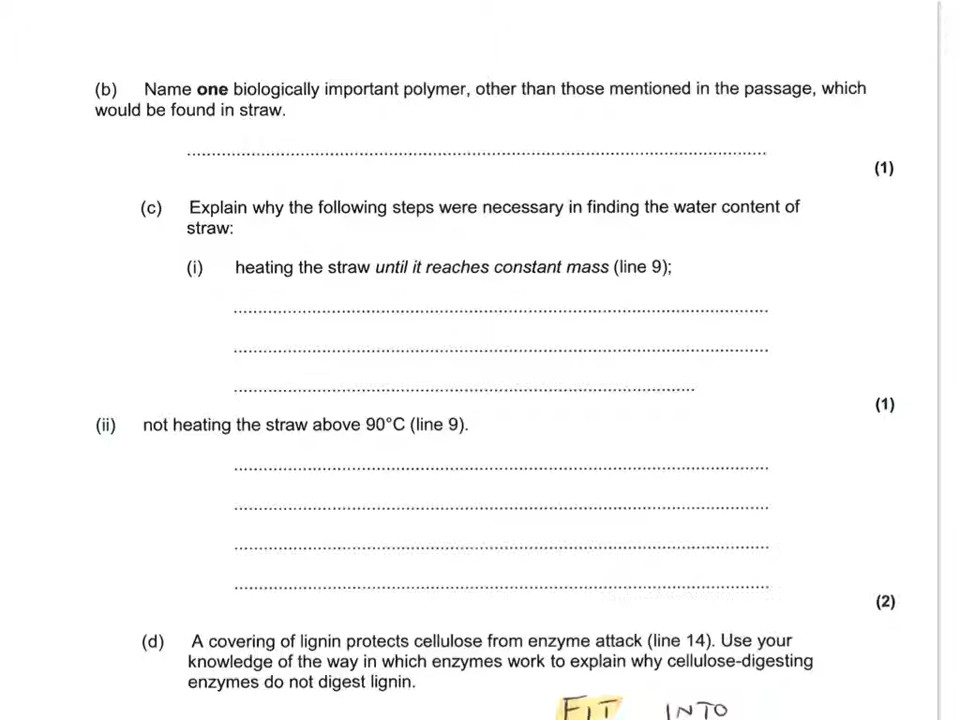 (b) Name one biologically important polymer, other than those mentioned in the passage, which
would be found in straw.
(1)
(c) Explain why the following steps were necessary in finding the water content of
straw:
(i) heating the straw until it reaches constant mass (line 9);
(1)
(ii) not heating the straw above 90°C (line 9).
(2)
(d) A covering of lignin protects cellulose from enzyme attack (line 14). Use your
knowledge of the way in which enzymes work to explain why cellulose-digesting
enzymes do not digest lignin.
FIT INTO